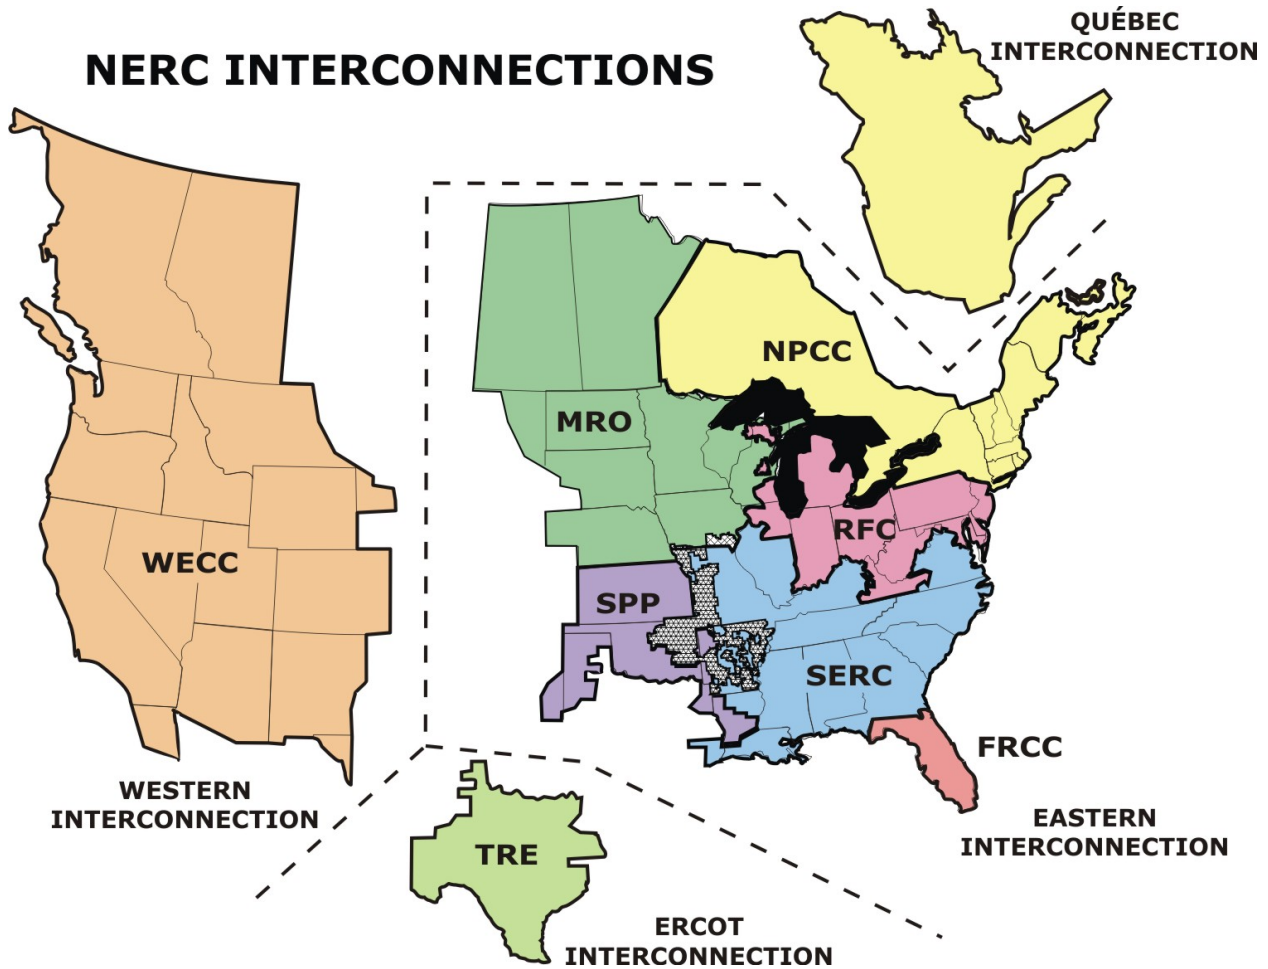 QUÉBEC
INTERCONNECTION
NERC INTERCONNECTIONS
NPCC
MRO
RFC
WECC
SPP
SERC
FRCC
WESTERN
INTERCONNECTION
EASTERN
INTERCONNECTION
TRE
ERCOT
INTERCONNECTION